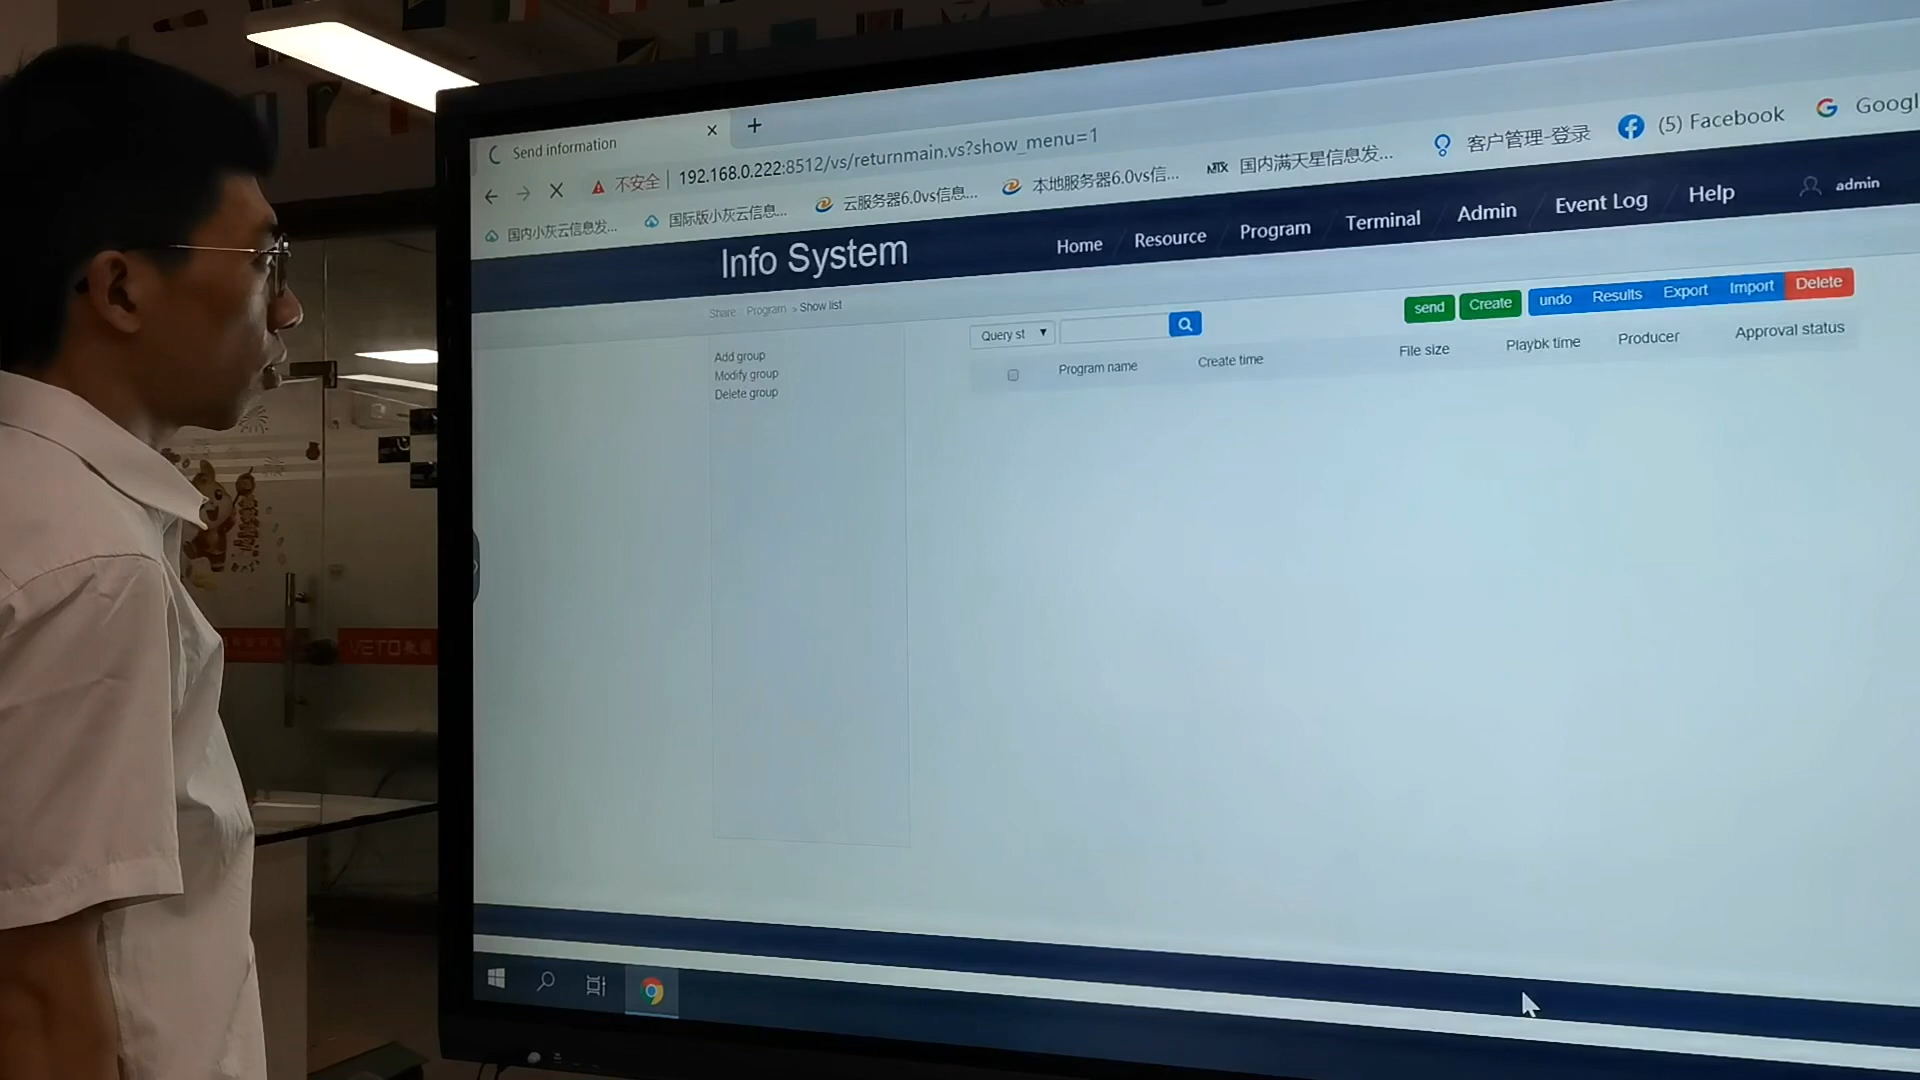 Send information
192.168.0.222:8512/vs/returnmain.vs?show_menu=1
不安全
国内小灰云信息发...
国际版小灰云信息...
云服务器6.0vs信息...
本地服务器6.0vs信...
国内满天星信息发...
客户管理-登录
(5) Facebook
Googl
Info System
Home
Resource
Program
Terminal
Admin
Event Log
Help
admin
Share Program > Show list
Add group
Modify group
Delete group
Query st
send
Create
undo
Results
Export
Import
Delete
Program name
Create time
File size
Playbk time
Producer
Approval status
VETO